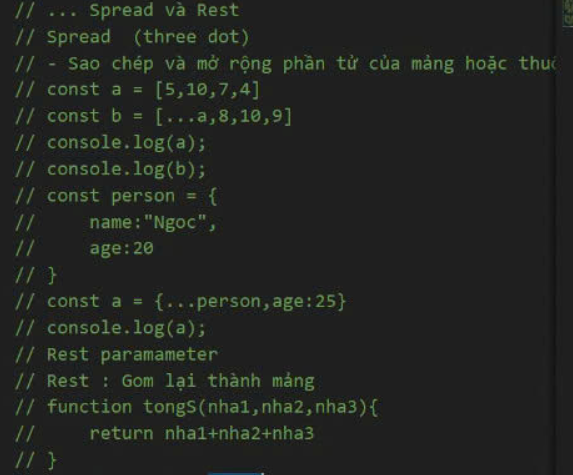 // ... Spread và Rest
// Spread  (three dot)
// - Sao chép và mở rộng phần tử của mảng hoặc
// const a = [5,10,7,4]
// const b = [...a,8,10,9]
// console.log(a);
// console.log(b);
// const person = {
//     name:"Ngoc",
//     age:20
// }
// const a = {...person,age:25}
// console.log(a);
// Rest paramameter
// Rest : Gom lại thành mảng
// function tongS(nha1,nha2,nha3){
//     return nha1+nha2+nha3
// }